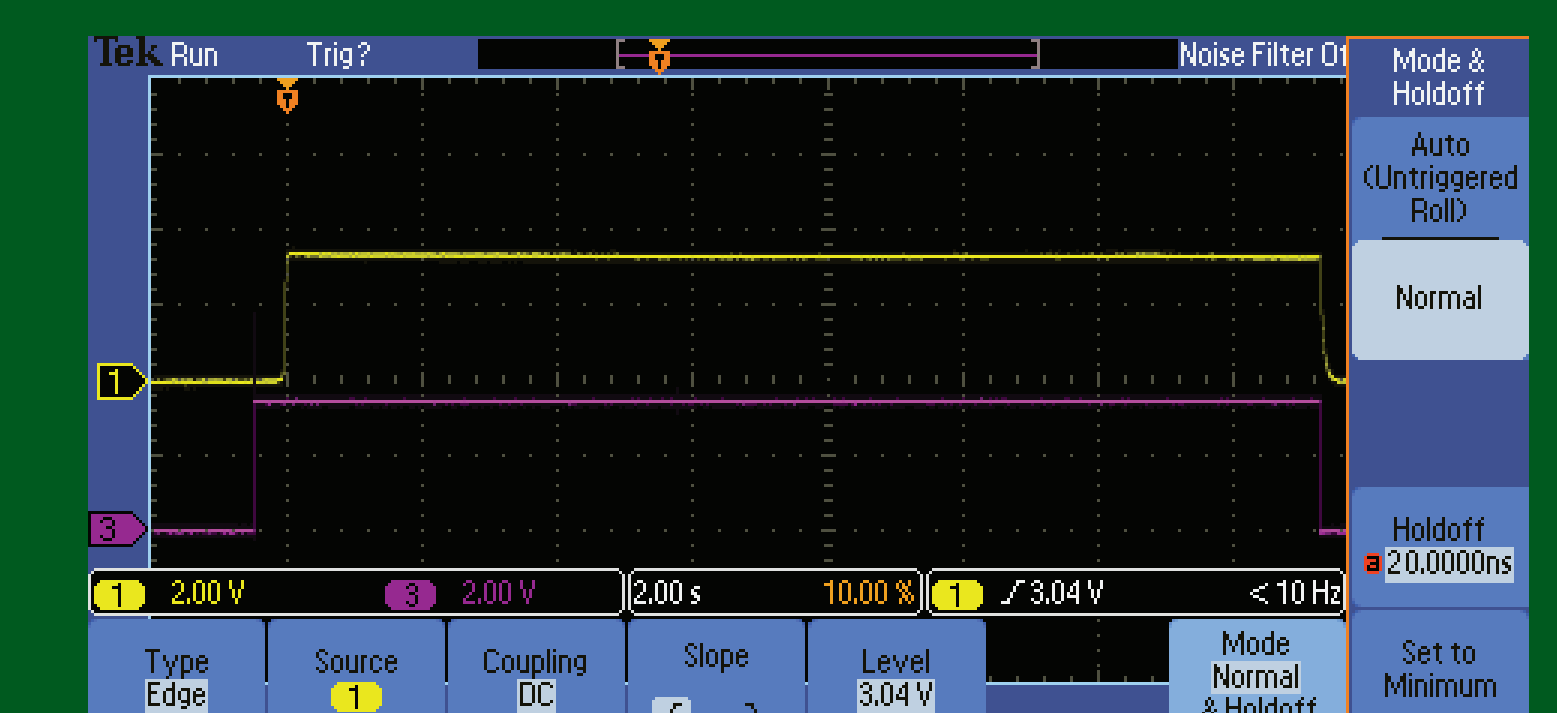 Tek Run Trig? Noise Filter Of
T
T
Mode &
Holdoff
Auto
(Untriggered
Roll)
Normal
1
3
Holdoff
a 20.0000ns
1 2.00 V 3 2.00 V 2.00 s 10.00 % 1 3.04 V < 10 Hz
Type
Edge
Source
1
Coupling
DC
Slope
Level
3.04 V
Mode
Normal
& Holdoff
Set to
Minimum